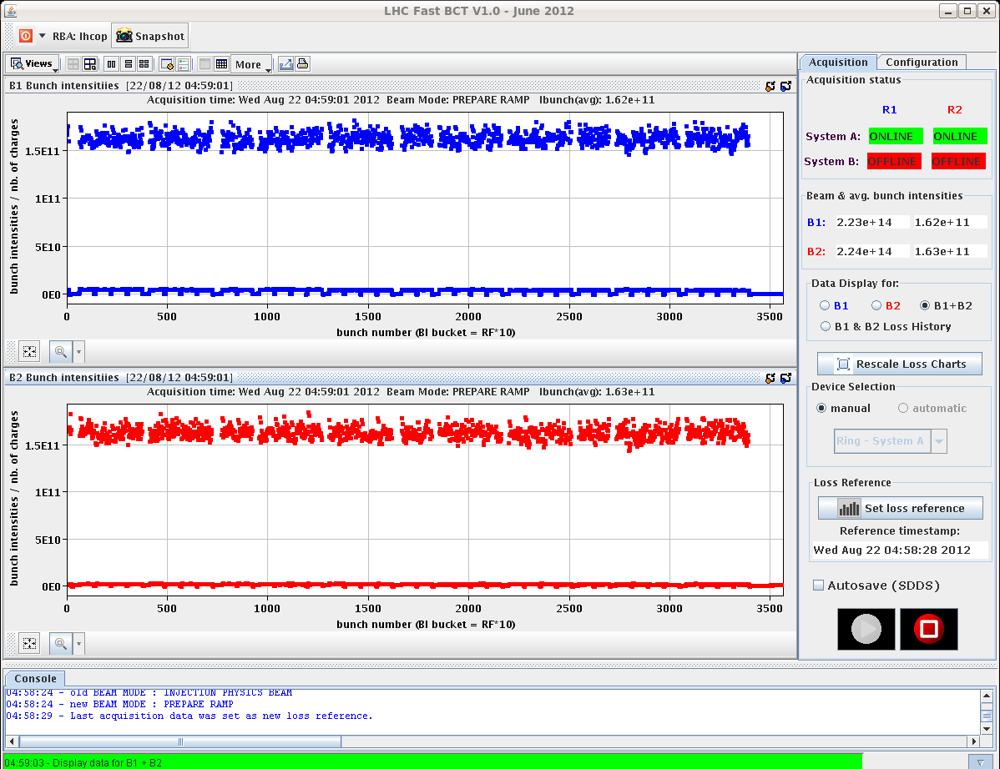 LHC Fast BCT V1.0 - June 2012
RBA: lhcop
Snapshot
Views
More
B1 Bunch intensitiies [22/08/12 04:59:01]
Acquisition time: Wed Aug 22 04:59:01 2012 Beam Mode: PREPARE RAMP Ibunch(avg): 1.62e+11
bunch intensities / nb. of charges
1.5E11
1E11
5E10
0E0
0 500 1000 1500 2000 2500 3000 3500
bunch number (BI bucket = RF*10)
B2 Bunch intensitiies [22/08/12 04:59:01]
Acquisition time: Wed Aug 22 04:59:01 2012 Beam Mode: PREPARE RAMP Ibunch(avg): 1.63e+11
bunch intensities / nb. of charges
1.5E11
1E11
5E10
0E0
0 500 1000 1500 2000 2500 3000 3500
bunch number (BI bucket = RF*10)
Acquisition Configuration
Acquisition status
R1 R2
System A: ONLINE ONLINE
System B: OFFLINE OFFLINE
Beam & avg. bunch intensities
B1: 2.23e+14 1.62e+11
B2: 2.24e+14 1.63e+11
Data Display for:
B1 B2 B1+B2
B1 & B2 Loss History
Rescale Loss Charts
Device Selection
manual automatic
Ring - System A
Loss Reference
Set loss reference
Reference timestamp:
Wed Aug 22 04:58:28 2012
Autosave (SDDS)
Console
04:58:24 - old BEAM MODE : INJECTION PHYSICS BEAM
04:58:24 - new BEAM MODE : PREPARE RAMP
04:58:29 - Last acquisition data was set as new loss reference.
04:59:03 - Display data for B1 + B2